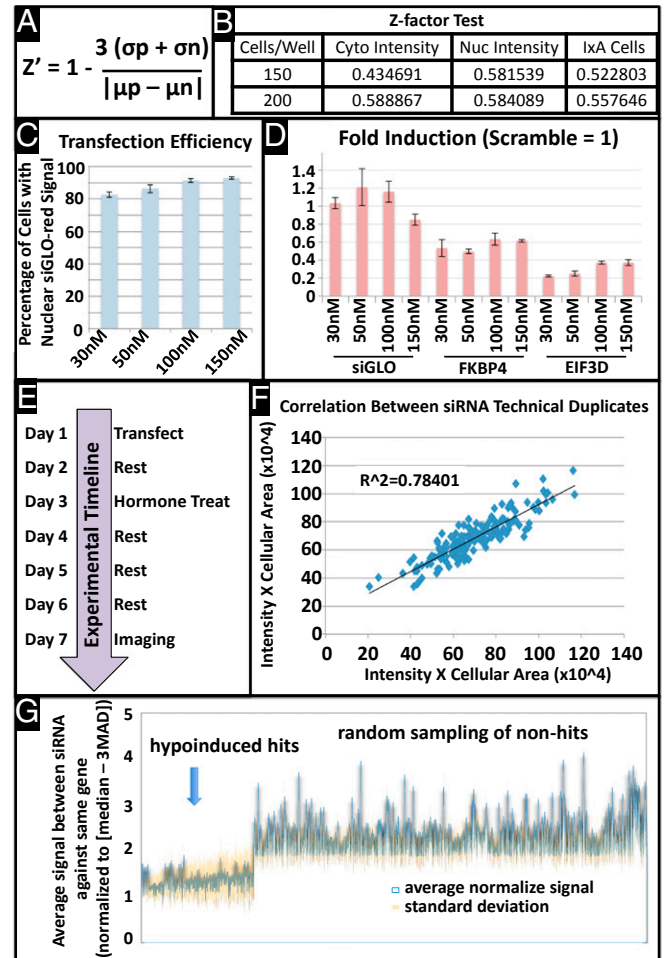 A
Z' = 1 - 3 (σp + σn)
|μp – μn|
B
Z-factor Test
Cells/Well Cyto Intensity Nuc Intensity IxA Cells
150 0.434691 0.581539 0.522803
200 0.588867 0.584089 0.557646
C
Transfection Efficiency
Percentage of Cells with
Nuclear siGLO-red Signal
100
80
60
40
20
0
30nM 50nM 100nM 150nM
D
Fold Induction (Scramble = 1)
1.4
1.2
1
0.8
0.6
0.4
0.2
0
30nM 50nM 100nM 150nM 30nM 50nM 100nM 150nM 30nM 50nM 100nM 150nM
siGLO FKBP4 EIF3D
E
Experimental Timeline
Day 1 Transfect
Day 2 Rest
Day 3 Hormone Treat
Day 4 Rest
Day 5 Rest
Day 6 Rest
Day 7 Imaging
F
Correlation Between siRNA Technical Duplicates
Intensity X Cellular Area (x10^4)
140
120
100
80
60
40
20
0
R^2=0.78401
0 20 40 60 80 100 120 140
Intensity X Cellular Area (x10^4)
G
Average signal between siRNA
against same gene
(normalized to [median – 3MAD])
5
4
3
2
1
0
hypoinduced hits
random sampling of non-hits
average normalize signal
standard deviation